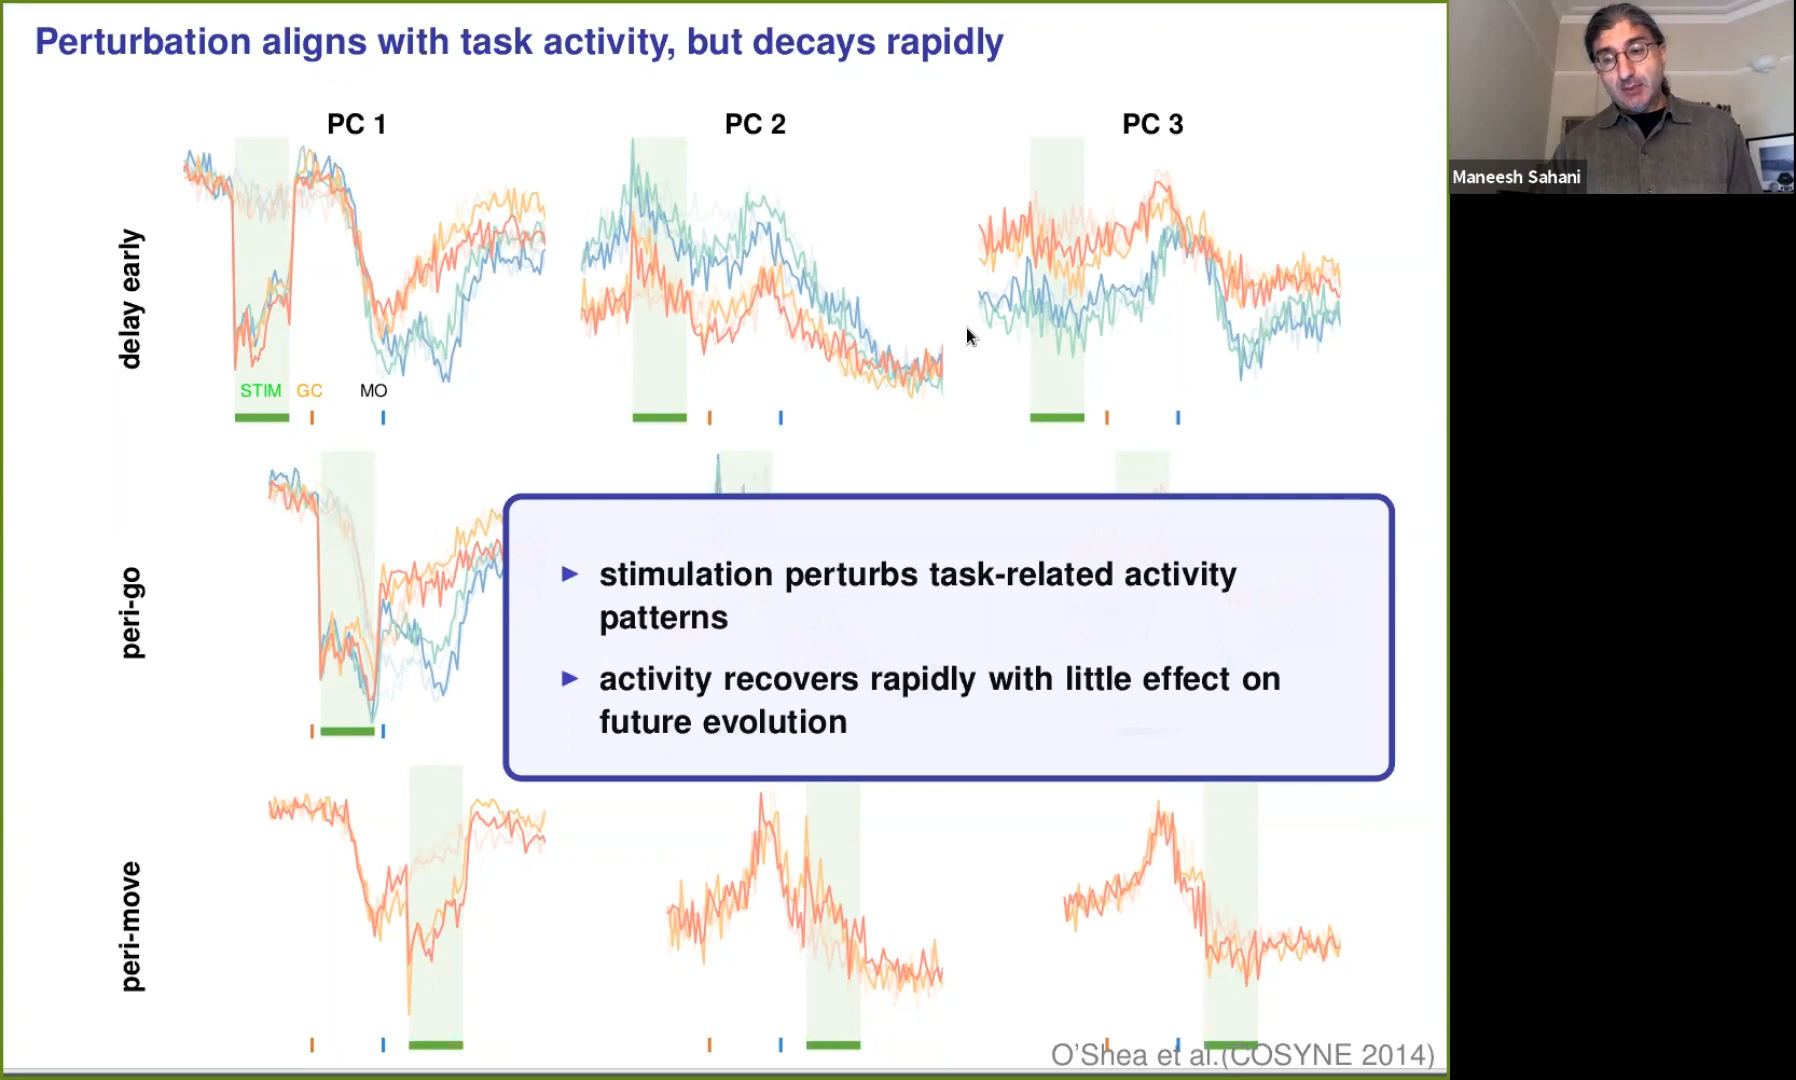 Perturbation aligns with task activity, but decays rapidly
Maneesh Sahani
PC 1
PC 2
PC 3
delay early
STIM
GC
MO
peri-go
▶ stimulation perturbs task-related activity
patterns
▶ activity recovers rapidly with little effect on
future evolution
peri-move
O'Shea et al.(COSYNE 2014)